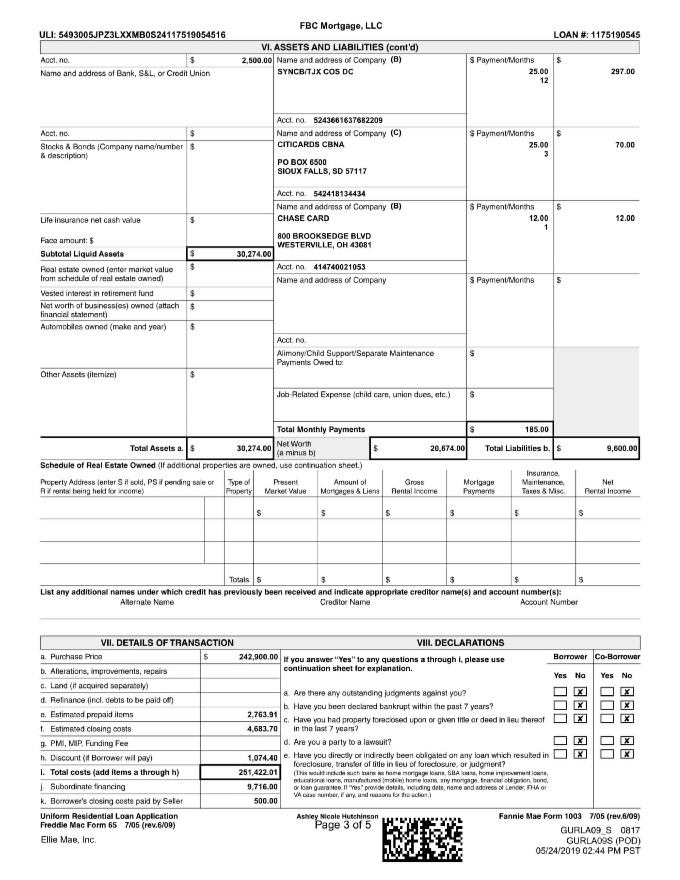 FBC Mortgage, LLC
ULI: 5493005JPZ3LXXMB0S24117519054516 LOAN #: 1175190545
VI. ASSETS AND LIABILITIES (cont'd)
Acct. no. $ 2,500.00 Name and address of Company (B) $ Payment/Months $
Name and address of Bank, S&L, or Credit Union SYNCB/TJX COS DC 25.00 297.00
12
Acct. no. 5243661637682209
Acct. no. $ Name and address of Company (C) $ Payment/Months $
Stocks & Bonds (Company name/number $ CITICARDS CBNA 25.00 70.00
& description) 3
PO BOX 6500
SIOUX FALLS, SD 57117
Acct. no. 542418134434
Name and address of Company (B) $ Payment/Months $
Life insurance net cash value $ CHASE CARD 12.00 12.00
1
Face amount: $ 800 BROOKSEDGE BLVD
WESTERVILLE, OH 43081
Subtotal Liquid Assets $ 30,274.00
Real estate owned (enter market value $ Acct. no. 414740021053
from schedule of real estate owned) Name and address of Company $ Payment/Months $
Vested interest in retirement fund $
Net worth of business(es) owned (attach $
financial statement)
Automobiles owned (make and year) $
Acct. no.
Alimony/Child Support/Separate Maintenance $
Payments Owed to:
Other Assets (itemize) $
Job-Related Expense (child care, union dues, etc.) $
Total Monthly Payments $ 185.00
Total Assets a. $ 30,274.00 Net Worth $ 20,674.00 Total Liabilities b. $ 9,600.00
(a minus b)
Schedule of Real Estate Owned (If additional properties are owned, use continuation sheet.)
Insurance,
Property Address (enter S if sold, PS if pending sale or Type of Present Amount of Gross Mortgage Maintenance, Net
R if rental being held for income) Property Market Value Mortgages & Liens Rental Income Payments Taxes & Misc. Rental Income
$ $ $ $ $ $
Totals $ $ $ $ $ $
List any additional names under which credit has previously been received and indicate appropriate creditor name(s) and account number(s):
Alternate Name Creditor Name Account Number
VII. DETAILS OF TRANSACTION VIII. DECLARATIONS
a. Purchase Price $ 242,900.00 If you answer "Yes" to any questions a through i, please use Borrower Co-Borrower
b. Alterations, improvements, repairs continuation sheet for explanation.
Yes No Yes No
c. Land (if acquired separately)
d. Refinance (incl. debts to be paid off) a. Are there any outstanding judgments against you? ✘ ✘
b. Have you been declared bankrupt within the past 7 years? ✘ ✘
e. Estimated prepaid items 2,763.91 c. Have you had property foreclosed upon or given title or deed in lieu thereof ✘ ✘
f. Estimated closing costs 4,683.70 in the last 7 years?
g. PMI, MIP, Funding Fee d. Are you a party to a lawsuit? ✘ ✘
h. Discount (if Borrower will pay) 1,074.40 e. Have you directly or indirectly been obligated on any loan which resulted in ✘ ✘
foreclosure, transfer of title in lieu of foreclosure, or judgment?
i. Total costs (add items a through h) 251,422.01 (This would include such loans as home mortgage loans, SBA loans, home improvement loans,
educational loans, manufactured (mobile) home loans, any mortgage, financial obligation, bond,
j. Subordinate financing 9,716.00 or loan guarantee. If "Yes," provide details, including date, name and address of Lender, FHA or
VA case number, if any, and reasons for the action.)
k. Borrower's closing costs paid by Seller 500.00
Uniform Residential Loan Application Ashley Nicole Hutchinson Fannie Mae Form 1003 7/05 (rev.6/09)
Freddie Mac Form 65 7/05 (rev.6/09) Page 3 of 5
GURLA09_S 0817
Ellie Mae, Inc. GURLA09S (POD)
05/24/2019 02:44 PM PST